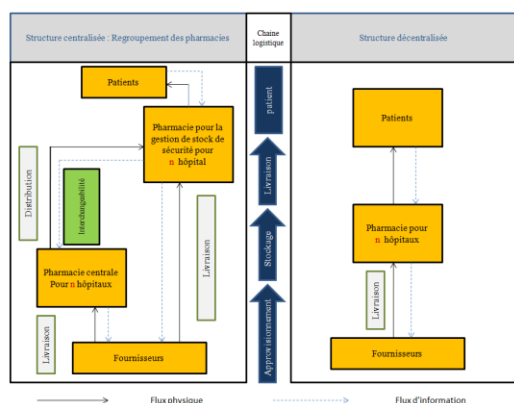 Structure centralisée : Regroupement des pharmacies
Chaine
logistique
Structure décentralisée
Patients
Pharmacie pour la
gestion de stock de
sécurité pour
n hôpital
Distribution
Interchangeabilité
Livraison
Pharmacie centrale
Pour n hôpitaux
Livraison
Fournisseurs
patient
Livraison
Stockage
Approvisionnement
Patients
Pharmacie pour
n hôpitaux
Livraison
Fournisseurs
Flux physique
Flux d'information